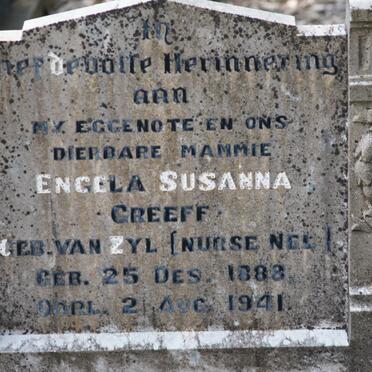 In
Liefdevolle Herinnering
aan
MY EGGENOTE EN ONS
DIERBARE MAMMIE
ENGELA SUSANNA
GREEFF
GEB. VAN ZYL (NURSE NEL)
GEB. 25 DES. 1888.
OORL. 2 AUG. 1941.